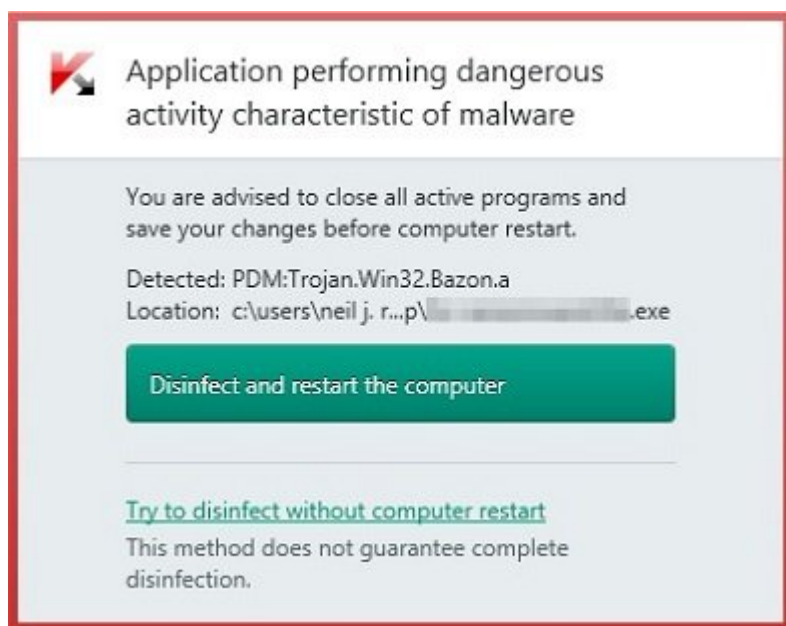 Application performing dangerous
activity characteristic of malware
You are advised to close all active programs and
save your changes before computer restart.
Detected: PDM:Trojan.Win32.Bazon.a
Location: c:\users\neil j. r...p\ .exe
Disinfect and restart the computer
Try to disinfect without computer restart
This method does not guarantee complete
disinfection.